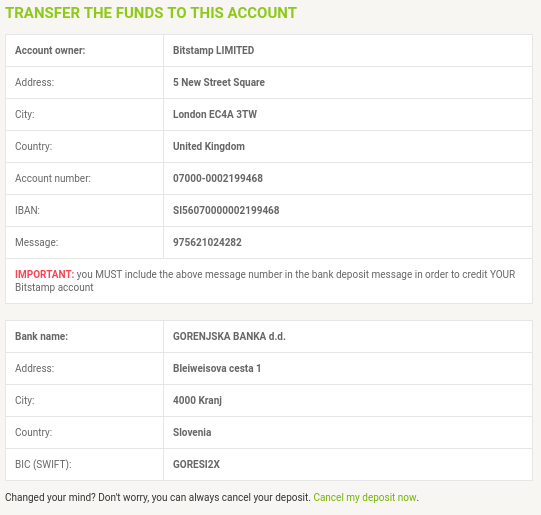 TRANSFER THE FUNDS TO THIS ACCOUNT
Account owner: Bitstamp LIMITED
Address: 5 New Street Square
City: London EC4A 3TW
Country: United Kingdom
Account number: 07000-0002199468
IBAN: SI56070000002199468
Message: 975621024282
IMPORTANT: you MUST include the above message number in the bank deposit message in order to credit YOUR
Bitstamp account
Bank name: GORENJSKA BANKA d.d.
Address: Bleiweisova cesta 1
City: 4000 Kranj
Country: Slovenia
BIC (SWIFT): GORESI2X
Changed your mind? Don't worry, you can always cancel your deposit. Cancel my deposit now.